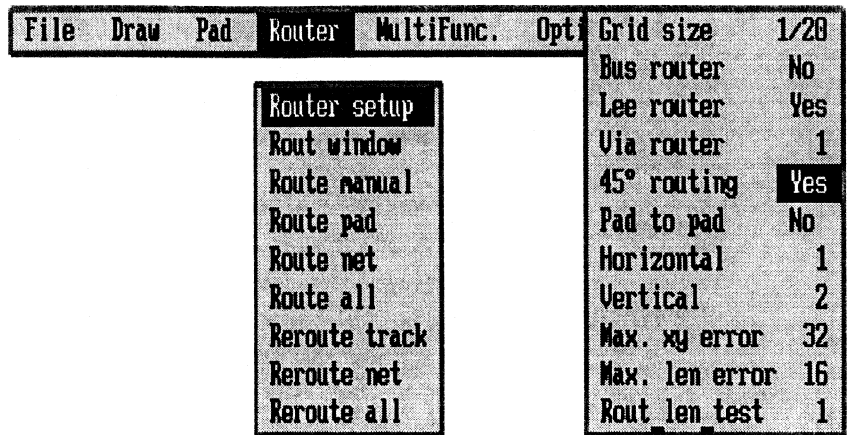 File Draw Pad Router MultiFunc. Opti
Router setup
Rout window
Route manual
Route pad
Route net
Route all
Reroute track
Reroute net
Reroute all
Grid size 1/20
Bus router No
Lee router Yes
Via router 1
45° routing Yes
Pad to pad No
Horizontal 1
Vertical 2
Max. xy error 32
Max. len error 16
Rout_len_test 1